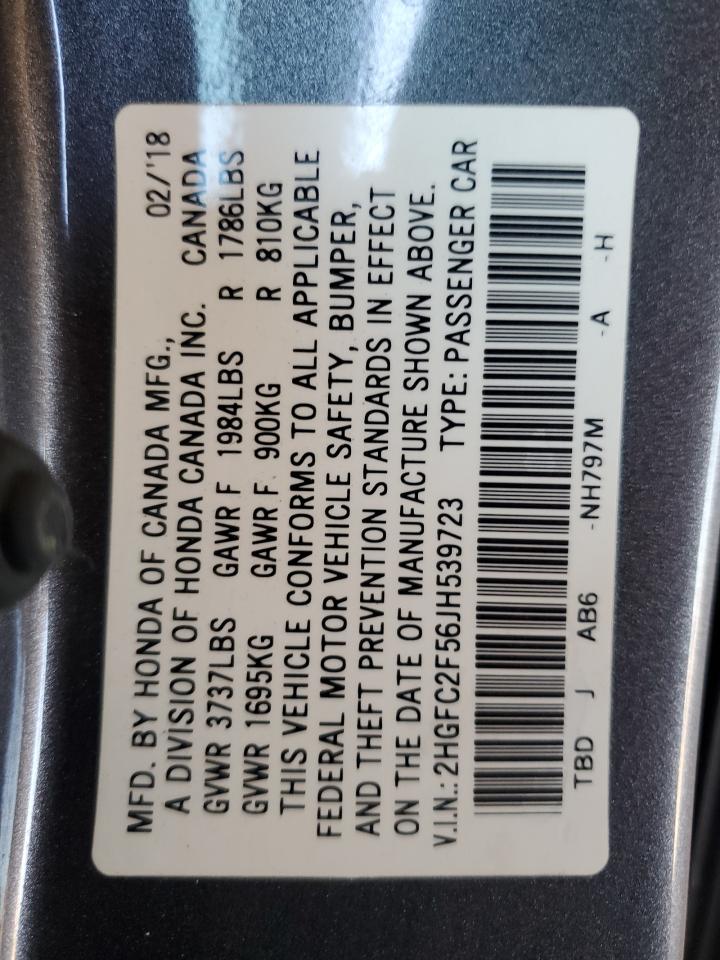 MFD. BY HONDA OF CANADA MFG., 02/'18
A DIVISION OF HONDA CANADA INC. CANADA
GVWR 3737LBS GAWR F 1984LBS R 1786LBS
GVWR 1695KG GAWR F 900KG R 810KG
THIS VEHICLE CONFORMS TO ALL APPLICABLE
FEDERAL MOTOR VEHICLE SAFETY, BUMPER,
AND THEFT PREVENTION STANDARDS IN EFFECT
ON THE DATE OF MANUFACTURE SHOWN ABOVE.
V.I.N.: 2HGFC2F56JH539723 TYPE: PASSENGER CAR
TBD J AB6 -NH797M -A -H